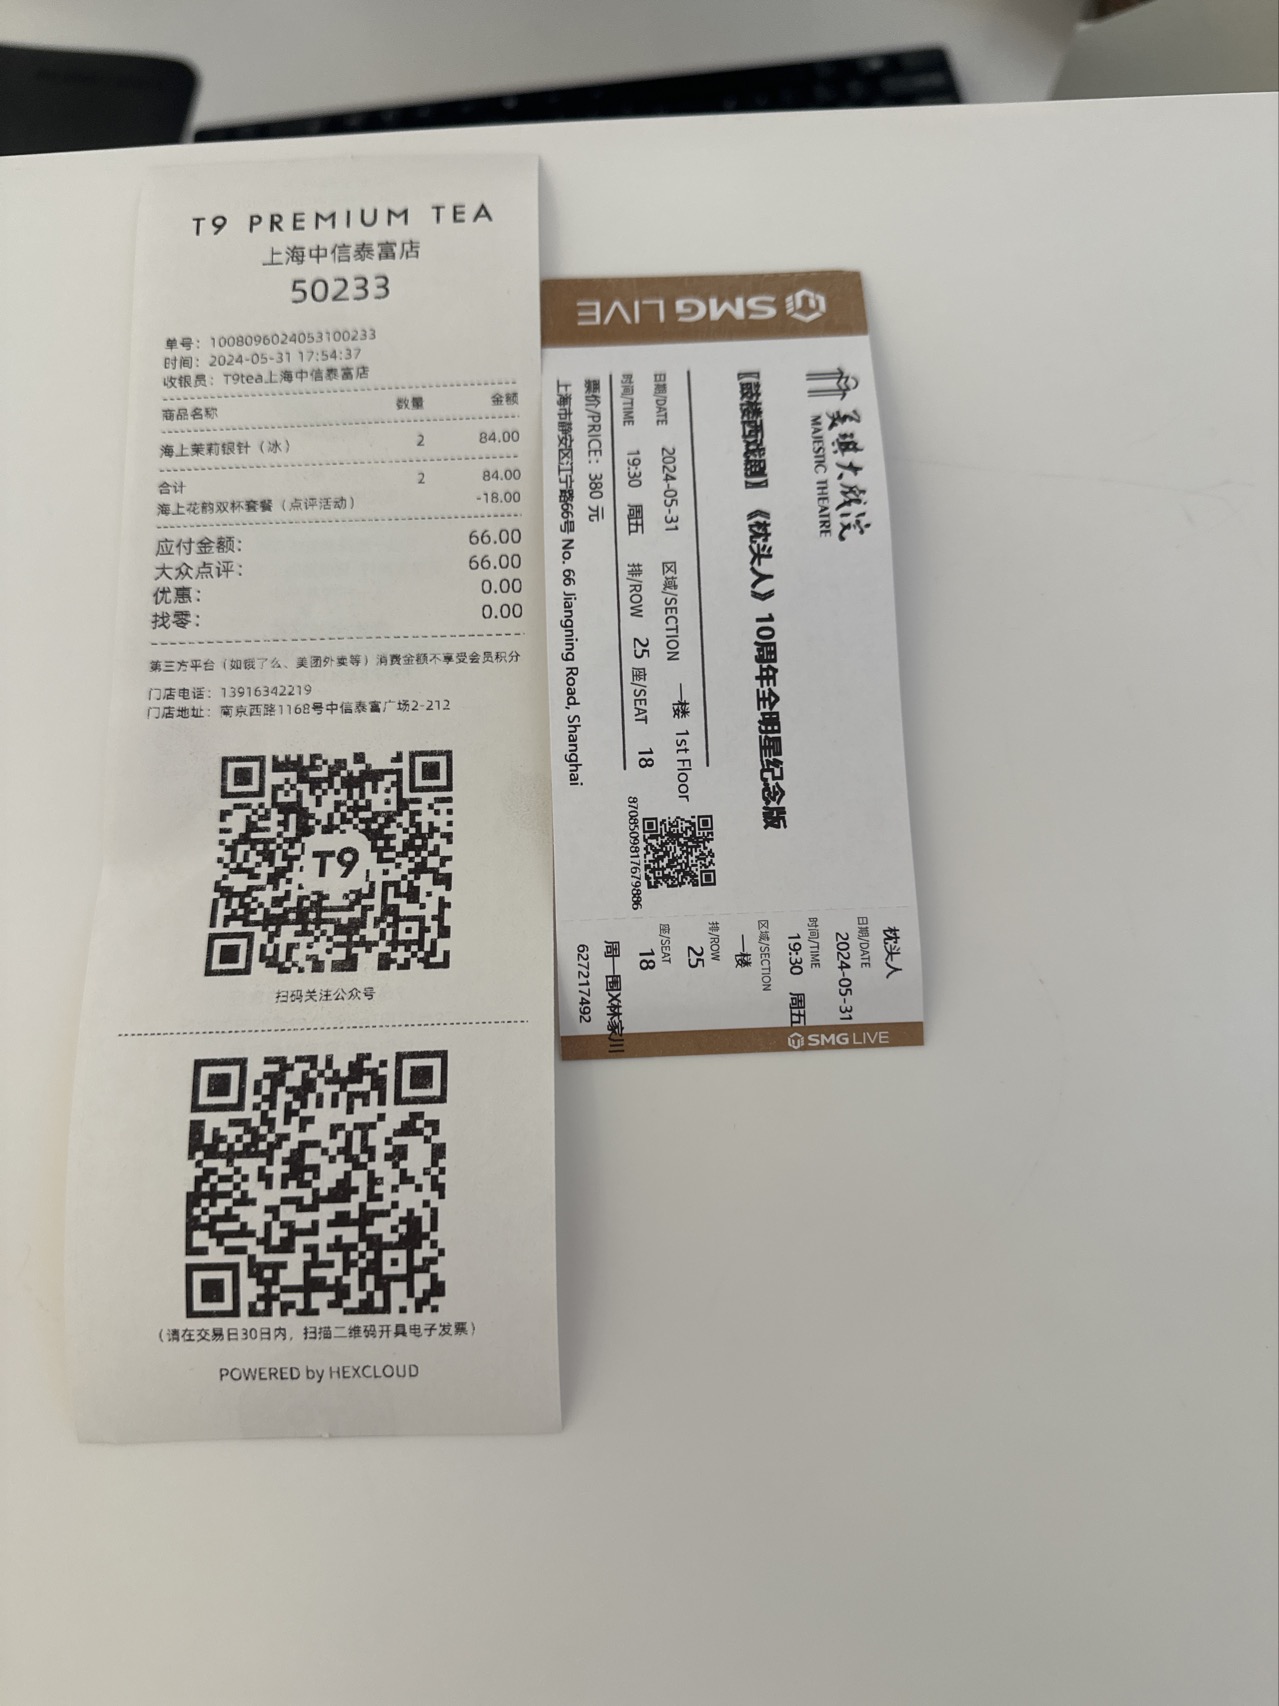 T9 PREMIUM TEA
上海中信泰富店
50233
单号：1008096024053100233
时间：2024-05-31 17:54:37
收银员：T9tea上海中信泰富店
商品名称 数量 金额
海上茉莉银针（冰） 2 84.00
合计 2 84.00
海上花韵双杯套餐（点评活动） -18.00
应付金额： 66.00
大众点评： 66.00
优惠： 0.00
找零： 0.00
第三方平台（如饿了么、美团外卖等）消费金额不享受会员积分
门店电话：13916342219
门店地址：南京西路1168号中信泰富广场2-212
T9
扫码关注公众号
（请在交易日30日内，扫描二维码开具电子发票）
POWERED by HEXCLOUD
SMG LIVE
美琪大戏院
MAJESTIC THEATRE
【鼓楼西戏剧】《枕头人》10周年全明星纪念版
日期/DATE 2024-05-31 区域/SECTION 一楼 1st Floor
时间/TIME 19:30 周五 排/ROW 25 座/SEAT 18
票价/PRICE：380 元
上海市静安区江宁路66号 No. 66 Jiangning Road, Shanghai
8708509817679886
枕头人
日期/DATE
2024-05-31
时间/TIME
19:30 周五
区域/SECTION
一楼
排/ROW
25
座/SEAT
18
周一围X林家川
627217492
SMG LIVE